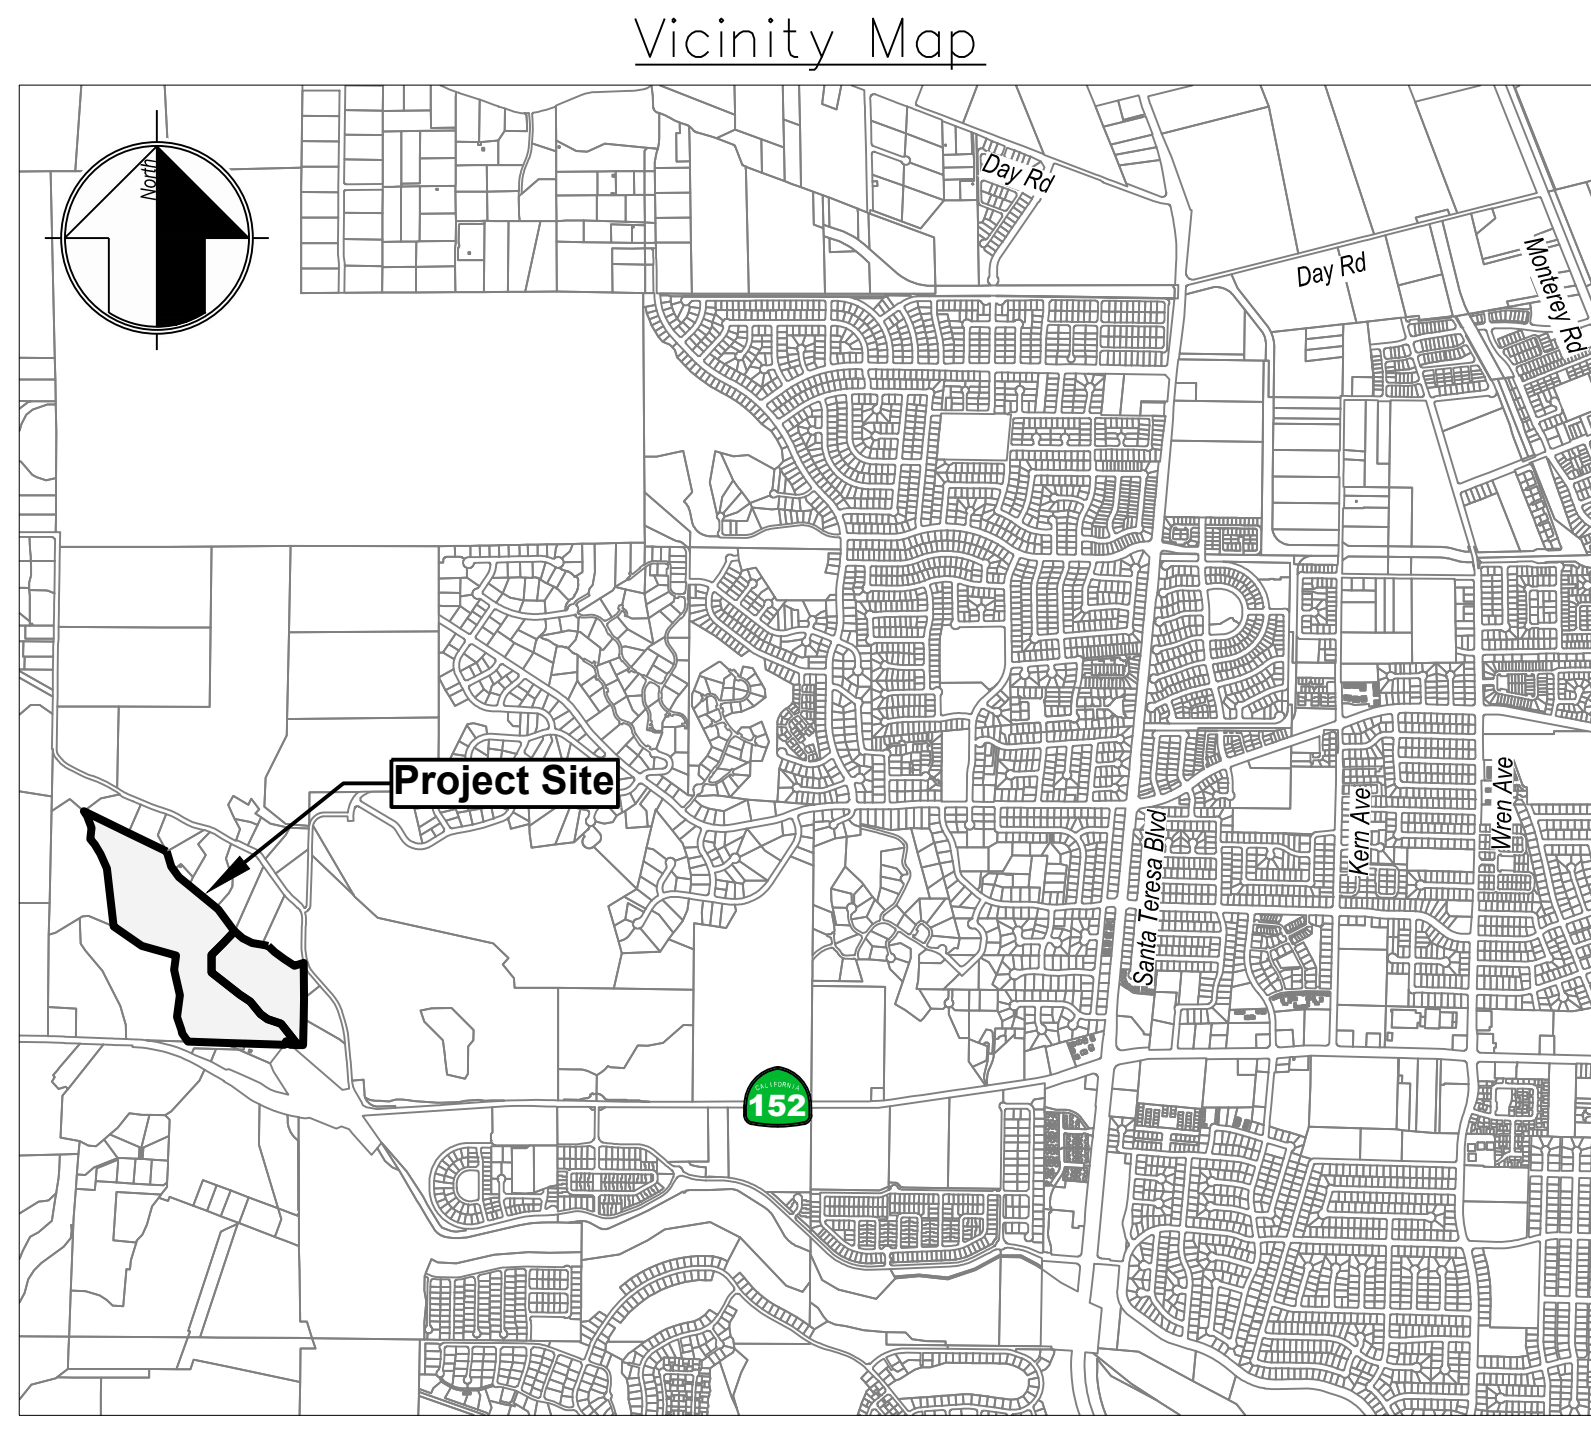 Vicinity Map
North
Day Rd
Day Rd
Monterey Rd
Project Site
Wren Ave
Kern Ave
Santa Teresa Blvd
CALIFORNIA
152